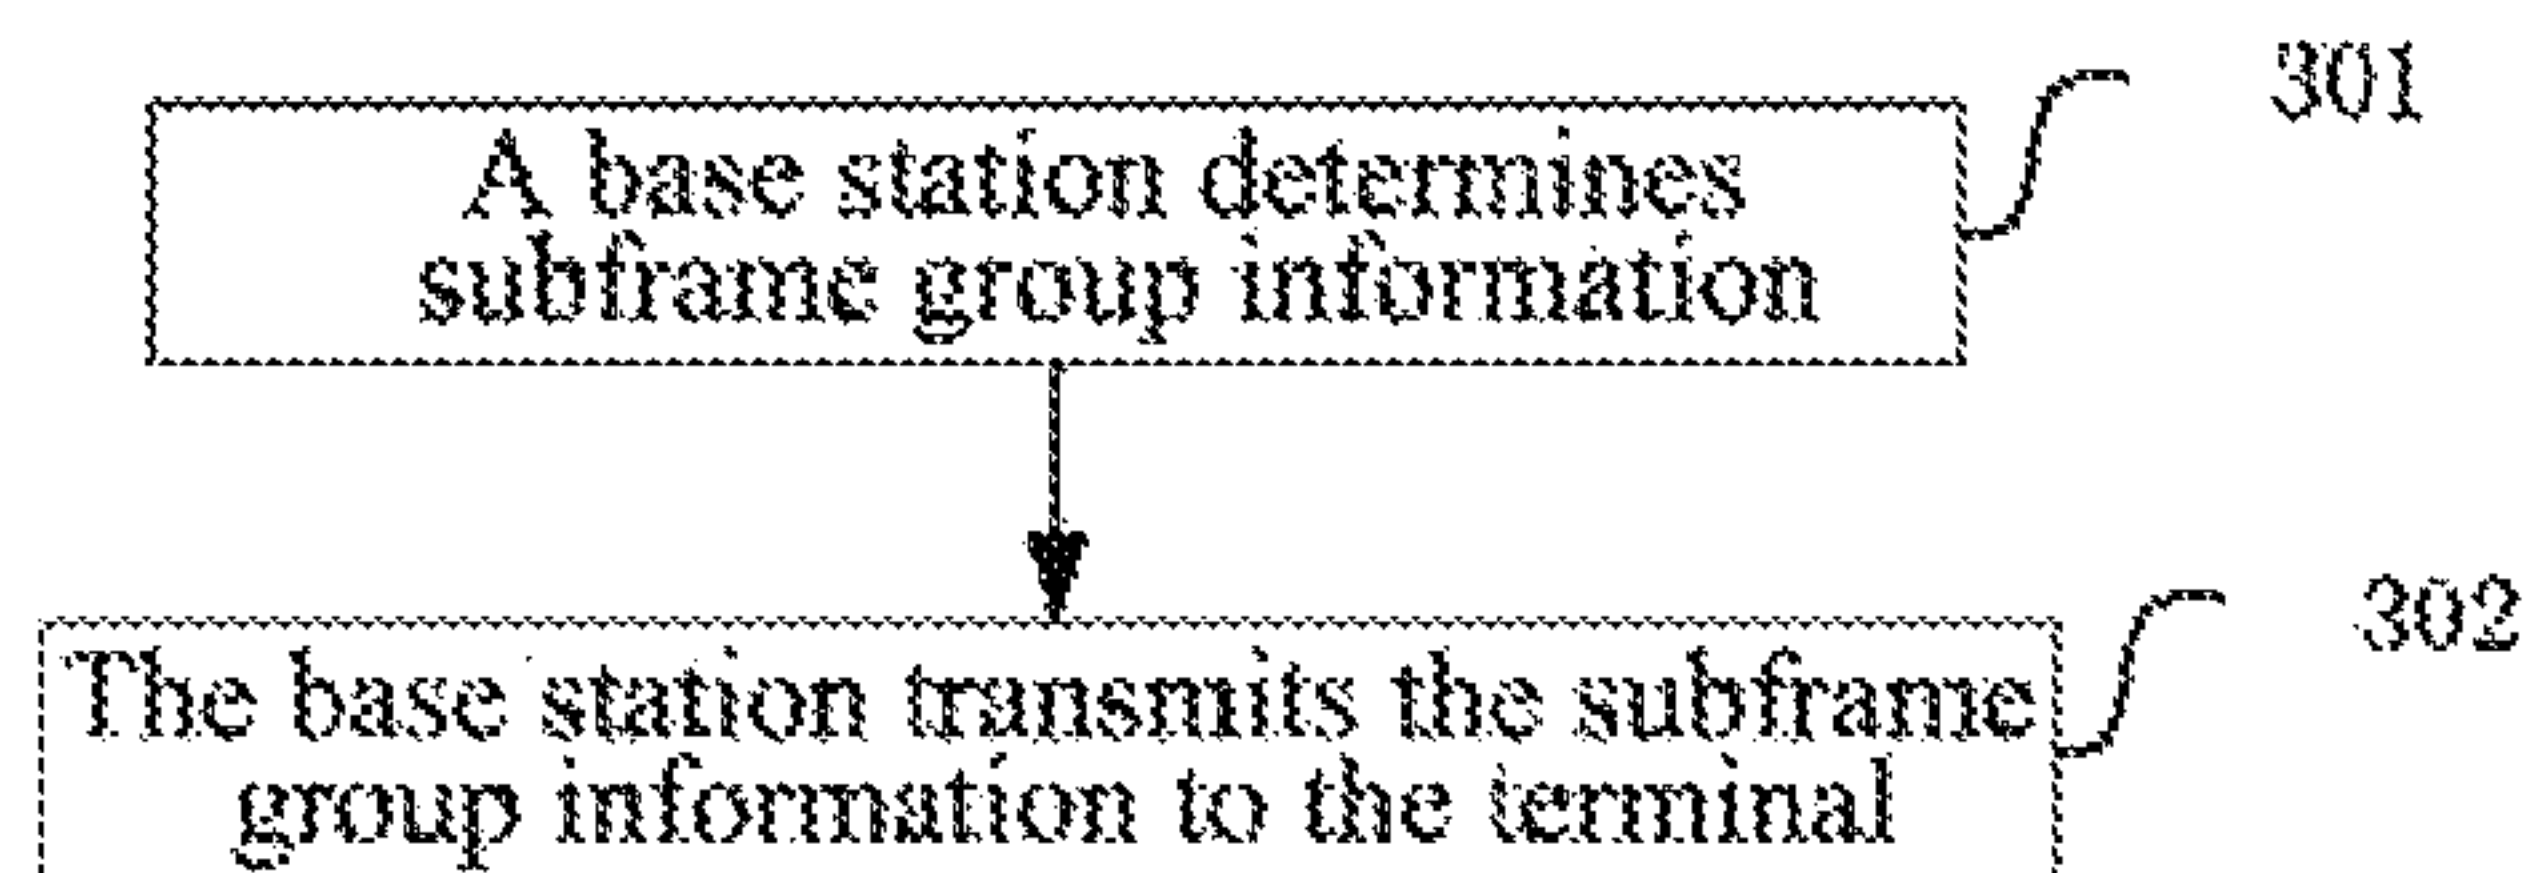 301
A base station determines
subframe group information
302
The base station transmits the subframe
group information to the terminal